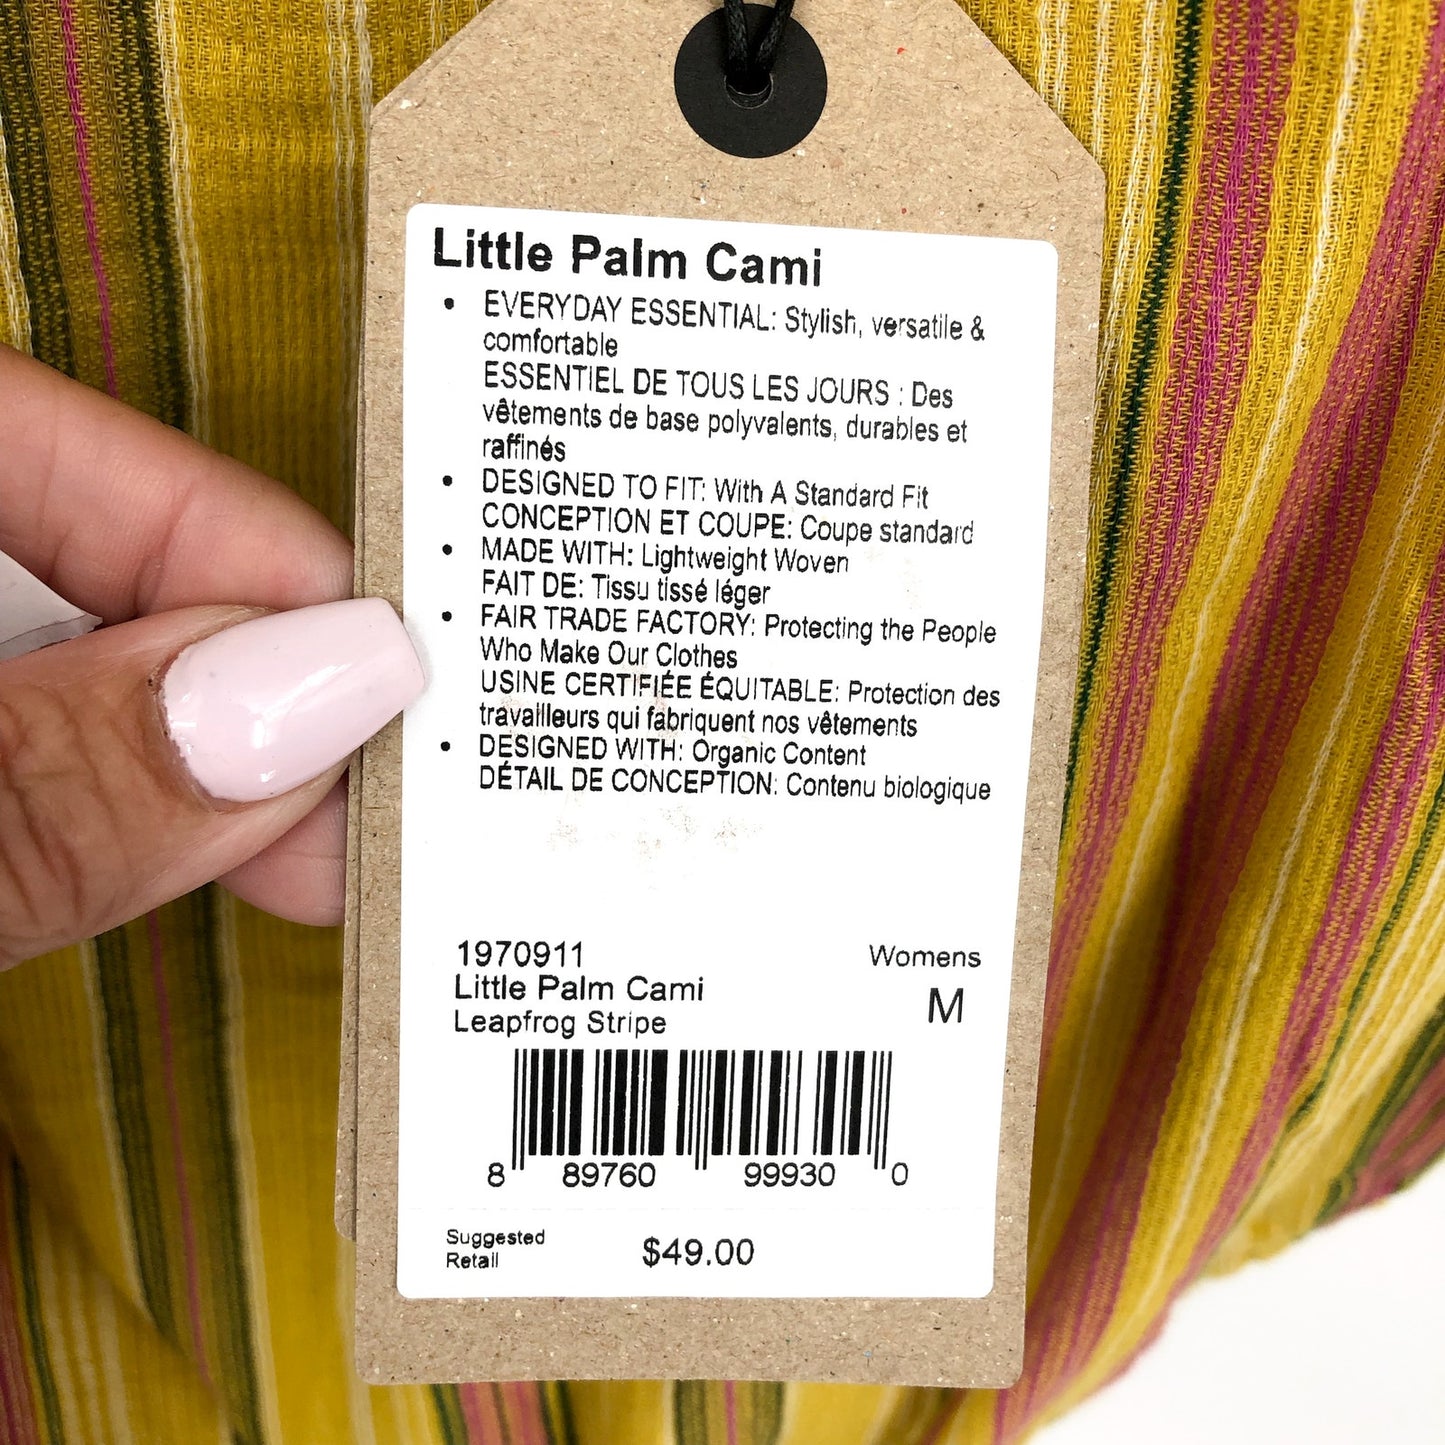 Little Palm Cami
• EVERYDAY ESSENTIAL: Stylish, versatile &
comfortable
ESSENTIEL DE TOUS LES JOURS : Des
vêtements de base polyvalents, durables et
raffinés
• DESIGNED TO FIT: With A Standard Fit
CONCEPTION ET COUPE: Coupe standard
• MADE WITH: Lightweight Woven
FAIT DE: Tissu tissé léger
• FAIR TRADE FACTORY: Protecting the People
Who Make Our Clothes
USINE CERTIFIÉE ÉQUITABLE: Protection des
travailleurs qui fabriquent nos vêtements
• DESIGNED WITH: Organic Content
DÉTAIL DE CONCEPTION: Contenu biologique
1970911 Womens
Little Palm Cami M
Leapfrog Stripe
8 89760 99930 0
Suggested
Retail $49.00